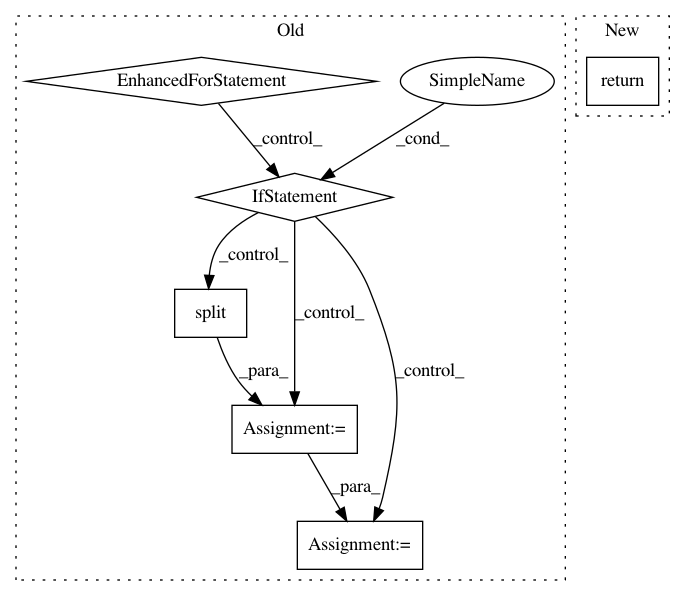 Old
New
EnhancedForStatement
SimpleName
return
_control_
_cond_
IfStatement
_control_
split
_control_
_control_
_para_
Assignment:=
_para_
Assignment:=